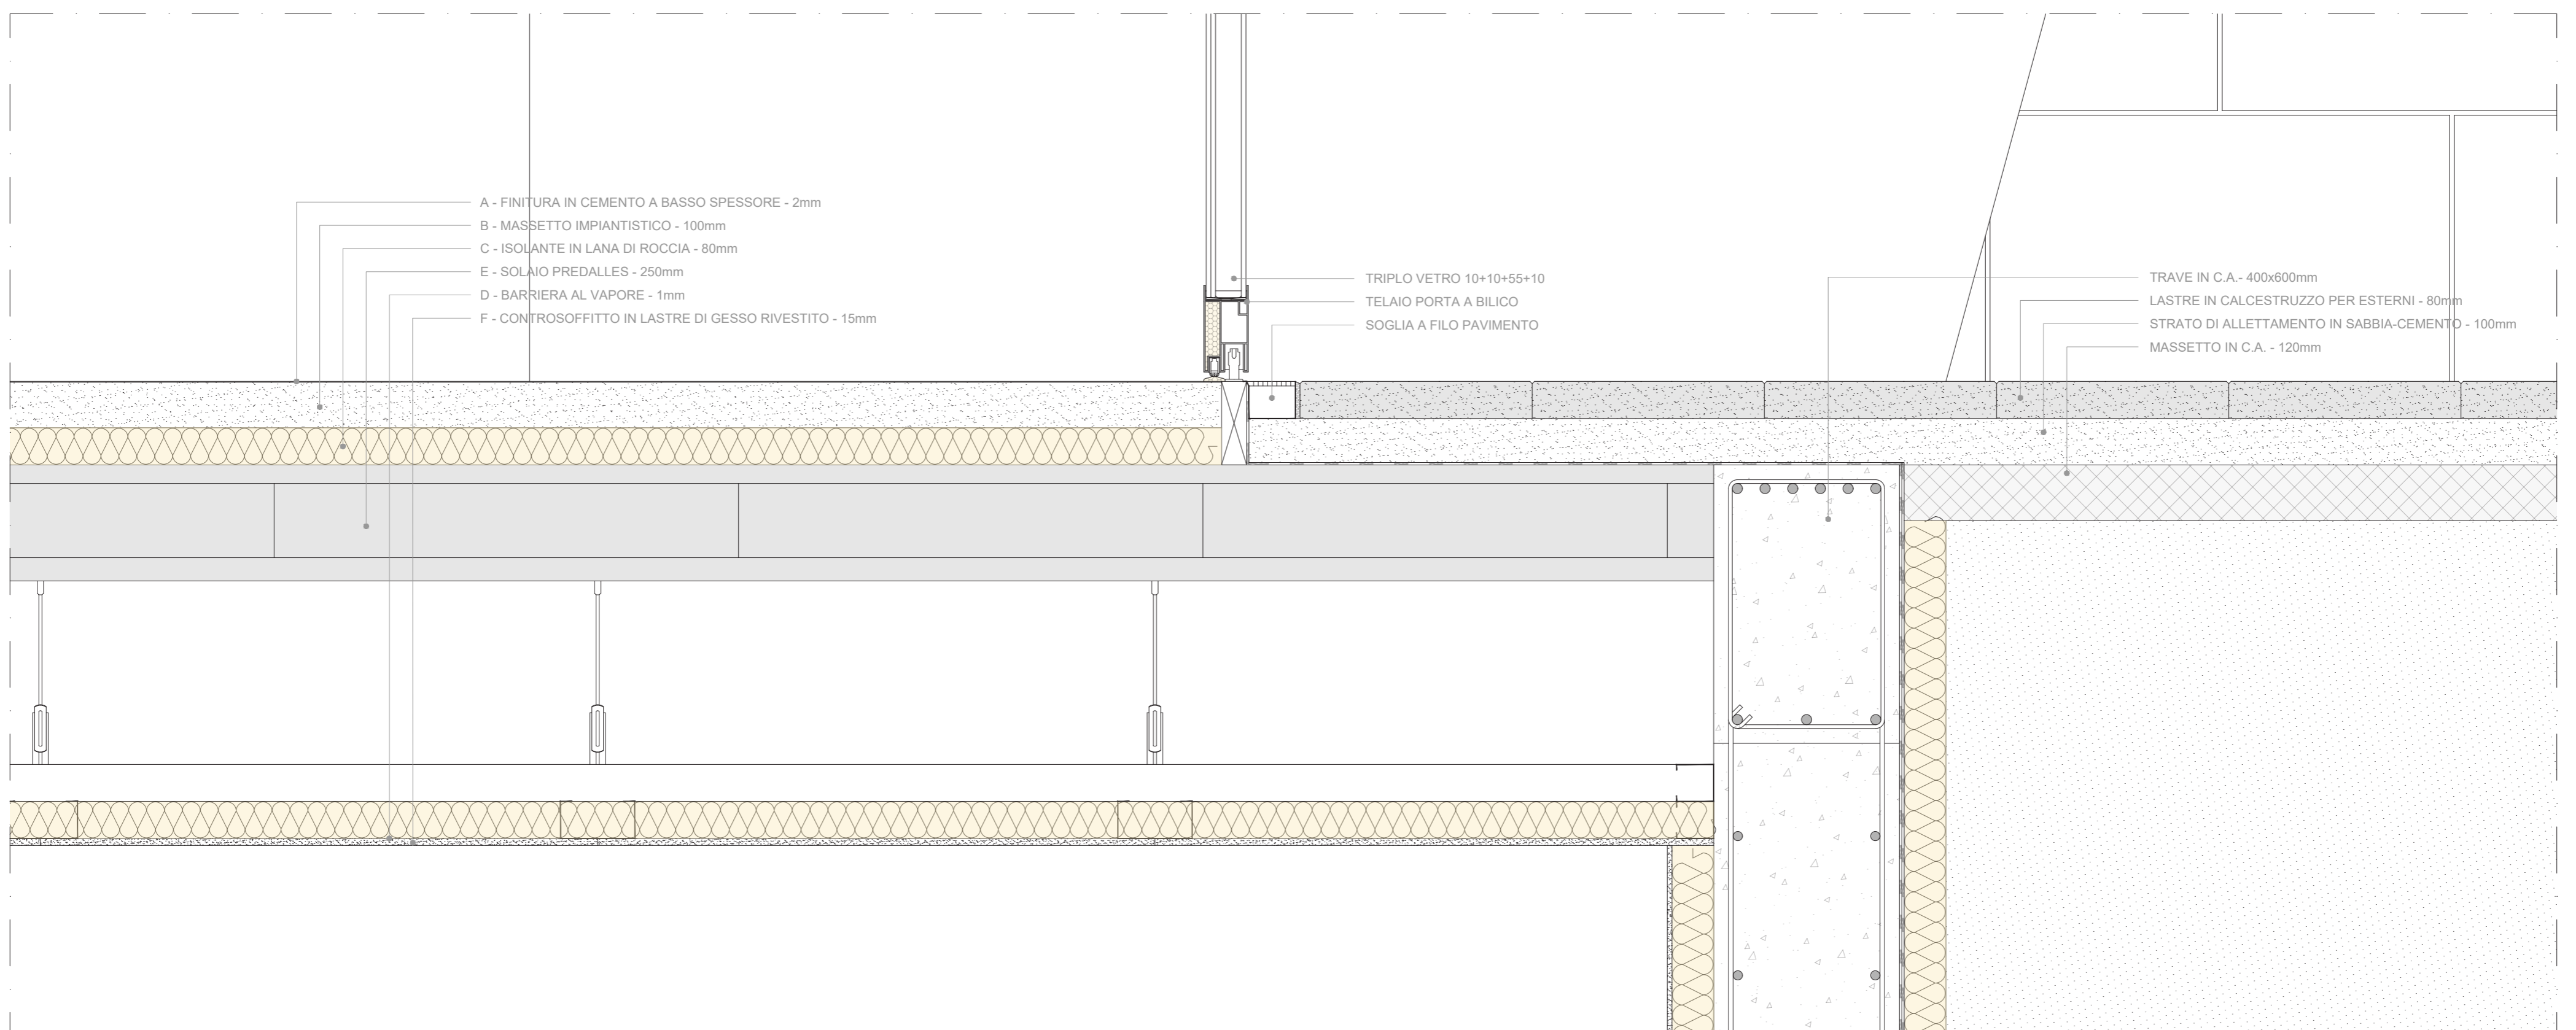 A - FINITURA IN CEMENTO A BASSO SPESSORE - 2mm
B - MASSETTO IMPIANTISTICO - 100mm
C - ISOLANTE IN LANA DI ROCCIA - 80mm
E - SOLAIO PREDALLES - 250mm
D - BARRIERA AL VAPORE - 1mm
F - CONTROSOFFITTO IN LASTRE DI GESSO RIVESTITO - 15mm
TRIPLO VETRO 10+10+55+10
TELAIO PORTA A BILICO
SOGLIA A FILO PAVIMENTO
TRAVE IN C.A.- 400x600mm
LASTRE IN CALCESTRUZZO PER ESTERNI - 80mm
STRATO DI ALLETTAMENTO IN SABBIA-CEMENTO - 100mm
MASSETTO IN C.A. - 120mm